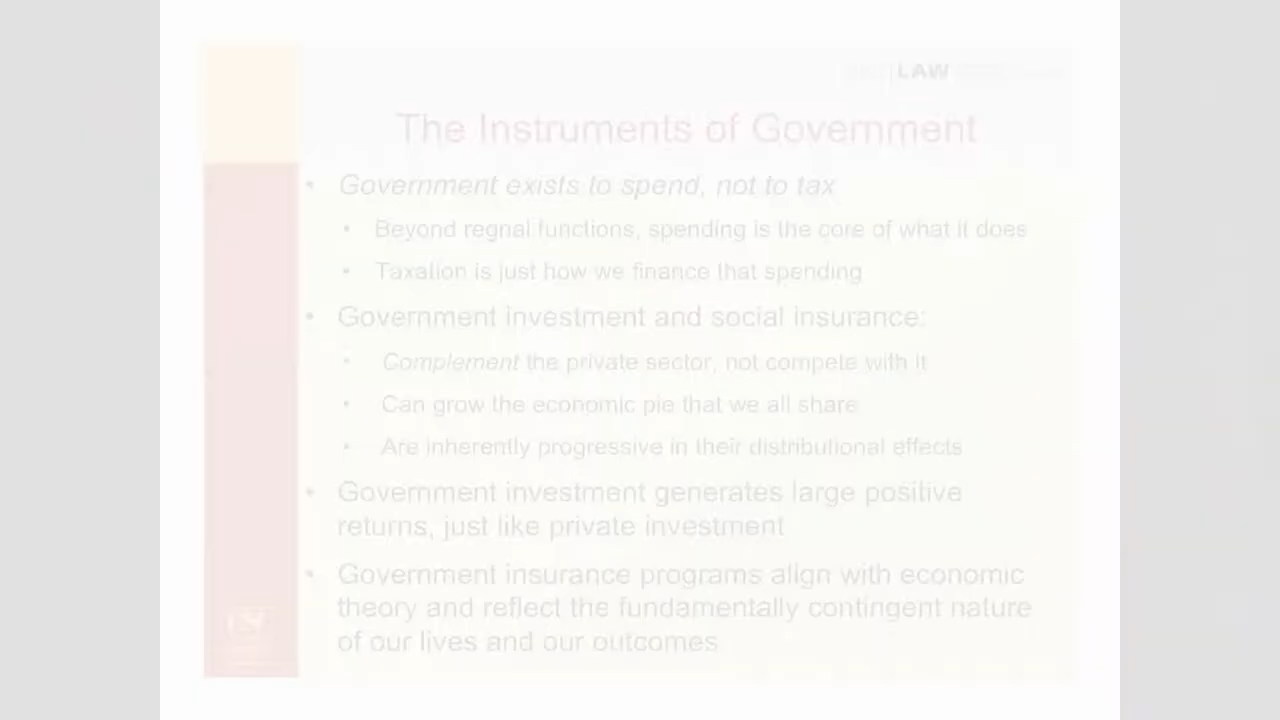 LAW
The Instruments of Government
• Government exists to spend, not to tax
• Beyond regnal functions, spending is the core of what it does
• Taxation is just how we finance that spending
• Government investment and social insurance:
• Complement the private sector, not compete with it
• Can grow the economic pie that we all share
• Are inherently progressive in their distributional effects
• Government investment generates large positive
returns, just like private investment
• Government insurance programs align with economic
theory and reflect the fundamentally contingent nature
of our lives and our outcomes